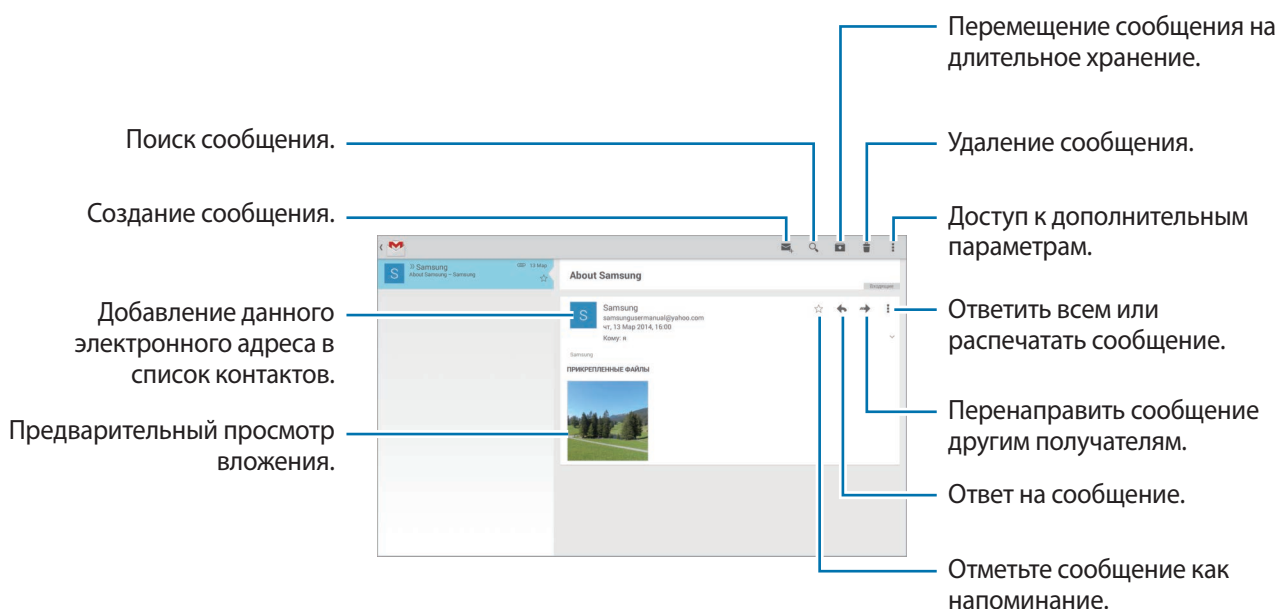 Перемещение сообщения на
длительное хранение.
Поиск сообщения.
Удаление сообщения.
Создание сообщения.
Доступ к дополнительным
параметрам.
Samsung
13 Мар
About Samsung – Samsung
About Samsung
Входящие
Добавление данного
электронного адреса в
список контактов.
S
S
Samsung
samsungusermanual@yahoo.com
чт, 13 Мар 2014, 16:00
Кому: я
Samsung
ПРИКРЕПЛЕННЫЕ ФАЙЛЫ
Ответить всем или
распечатать сообщение.
Предварительный просмотр
вложения.
Перенаправить сообщение
другим получателям.
Ответ на сообщение.
Отметьте сообщение как
напоминание.